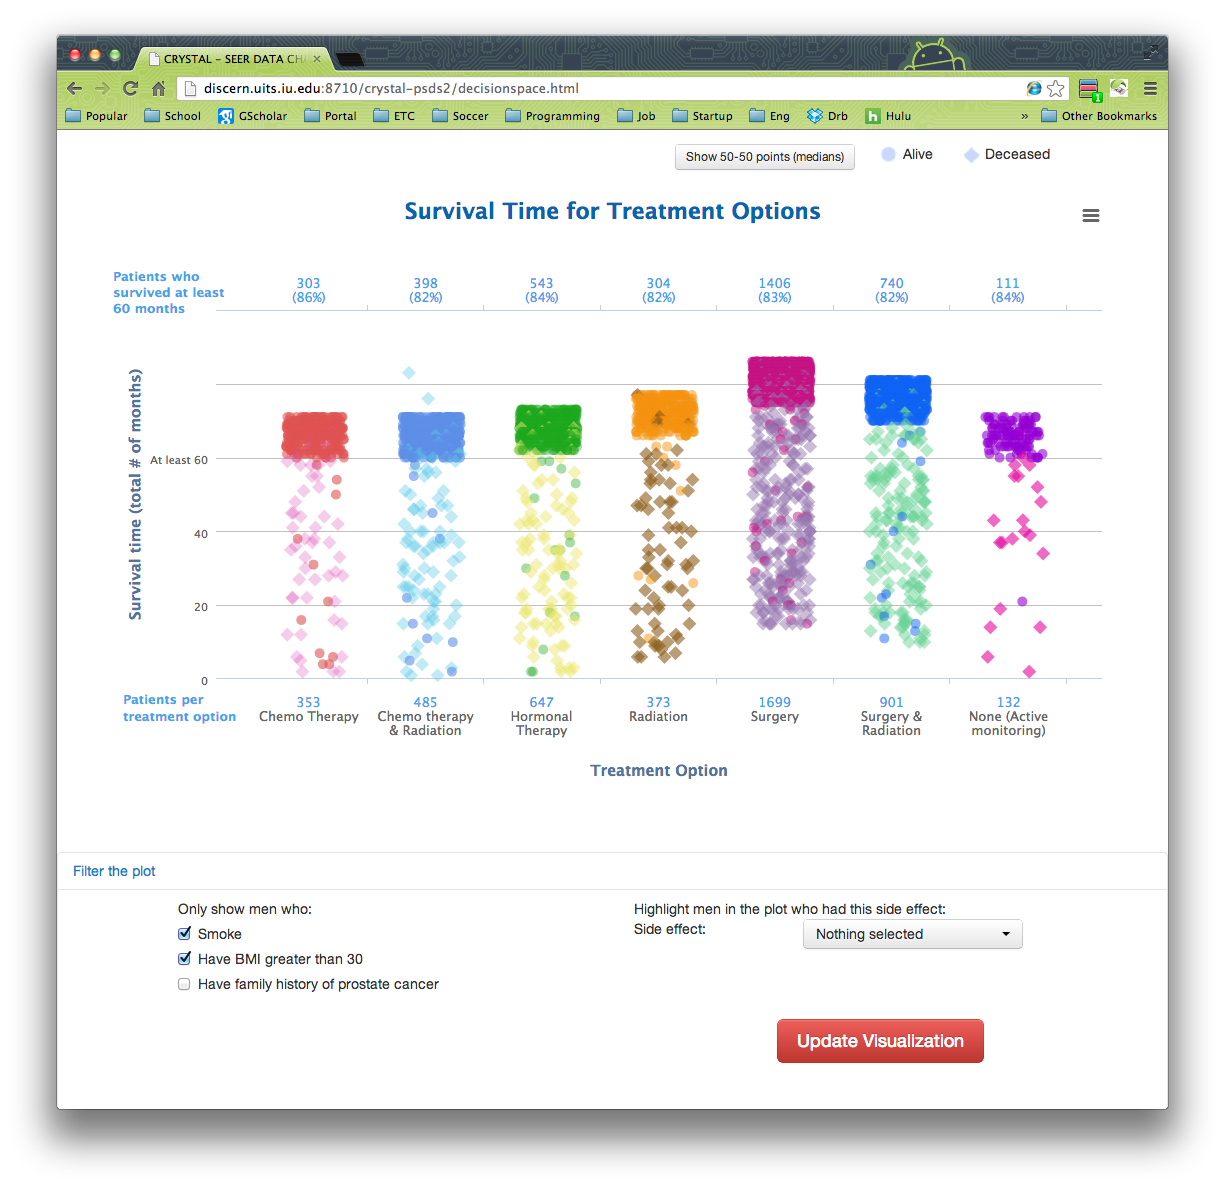 CRYSTAL – SEER DATA CH
discern.uits.iu.edu:8710/crystal-psds2/decisionspace.html
1
Popular School GScholar Portal ETC Soccer Programming Job Startup Eng Drb Hulu » Other Bookmarks
Show 50-50 points (medians) Alive Deceased
Survival Time for Treatment Options
Patients who
survived at least
60 months
303 398 543 304 1406 740 111
(86%) (82%) (84%) (82%) (83%) (82%) (84%)
Survival time (total # of months)
At least 60
40
20
0
Patients per
treatment option
353 485 647 373 1699 901 132
Chemo Therapy Chemo therapy Hormonal Radiation Surgery Surgery & None (Active
& Radiation Therapy Radiation monitoring)
Treatment Option
Filter the plot
Only show men who:
Smoke
Have BMI greater than 30
Have family history of prostate cancer
Highlight men in the plot who had this side effect:
Side effect: Nothing selected
Update Visualization